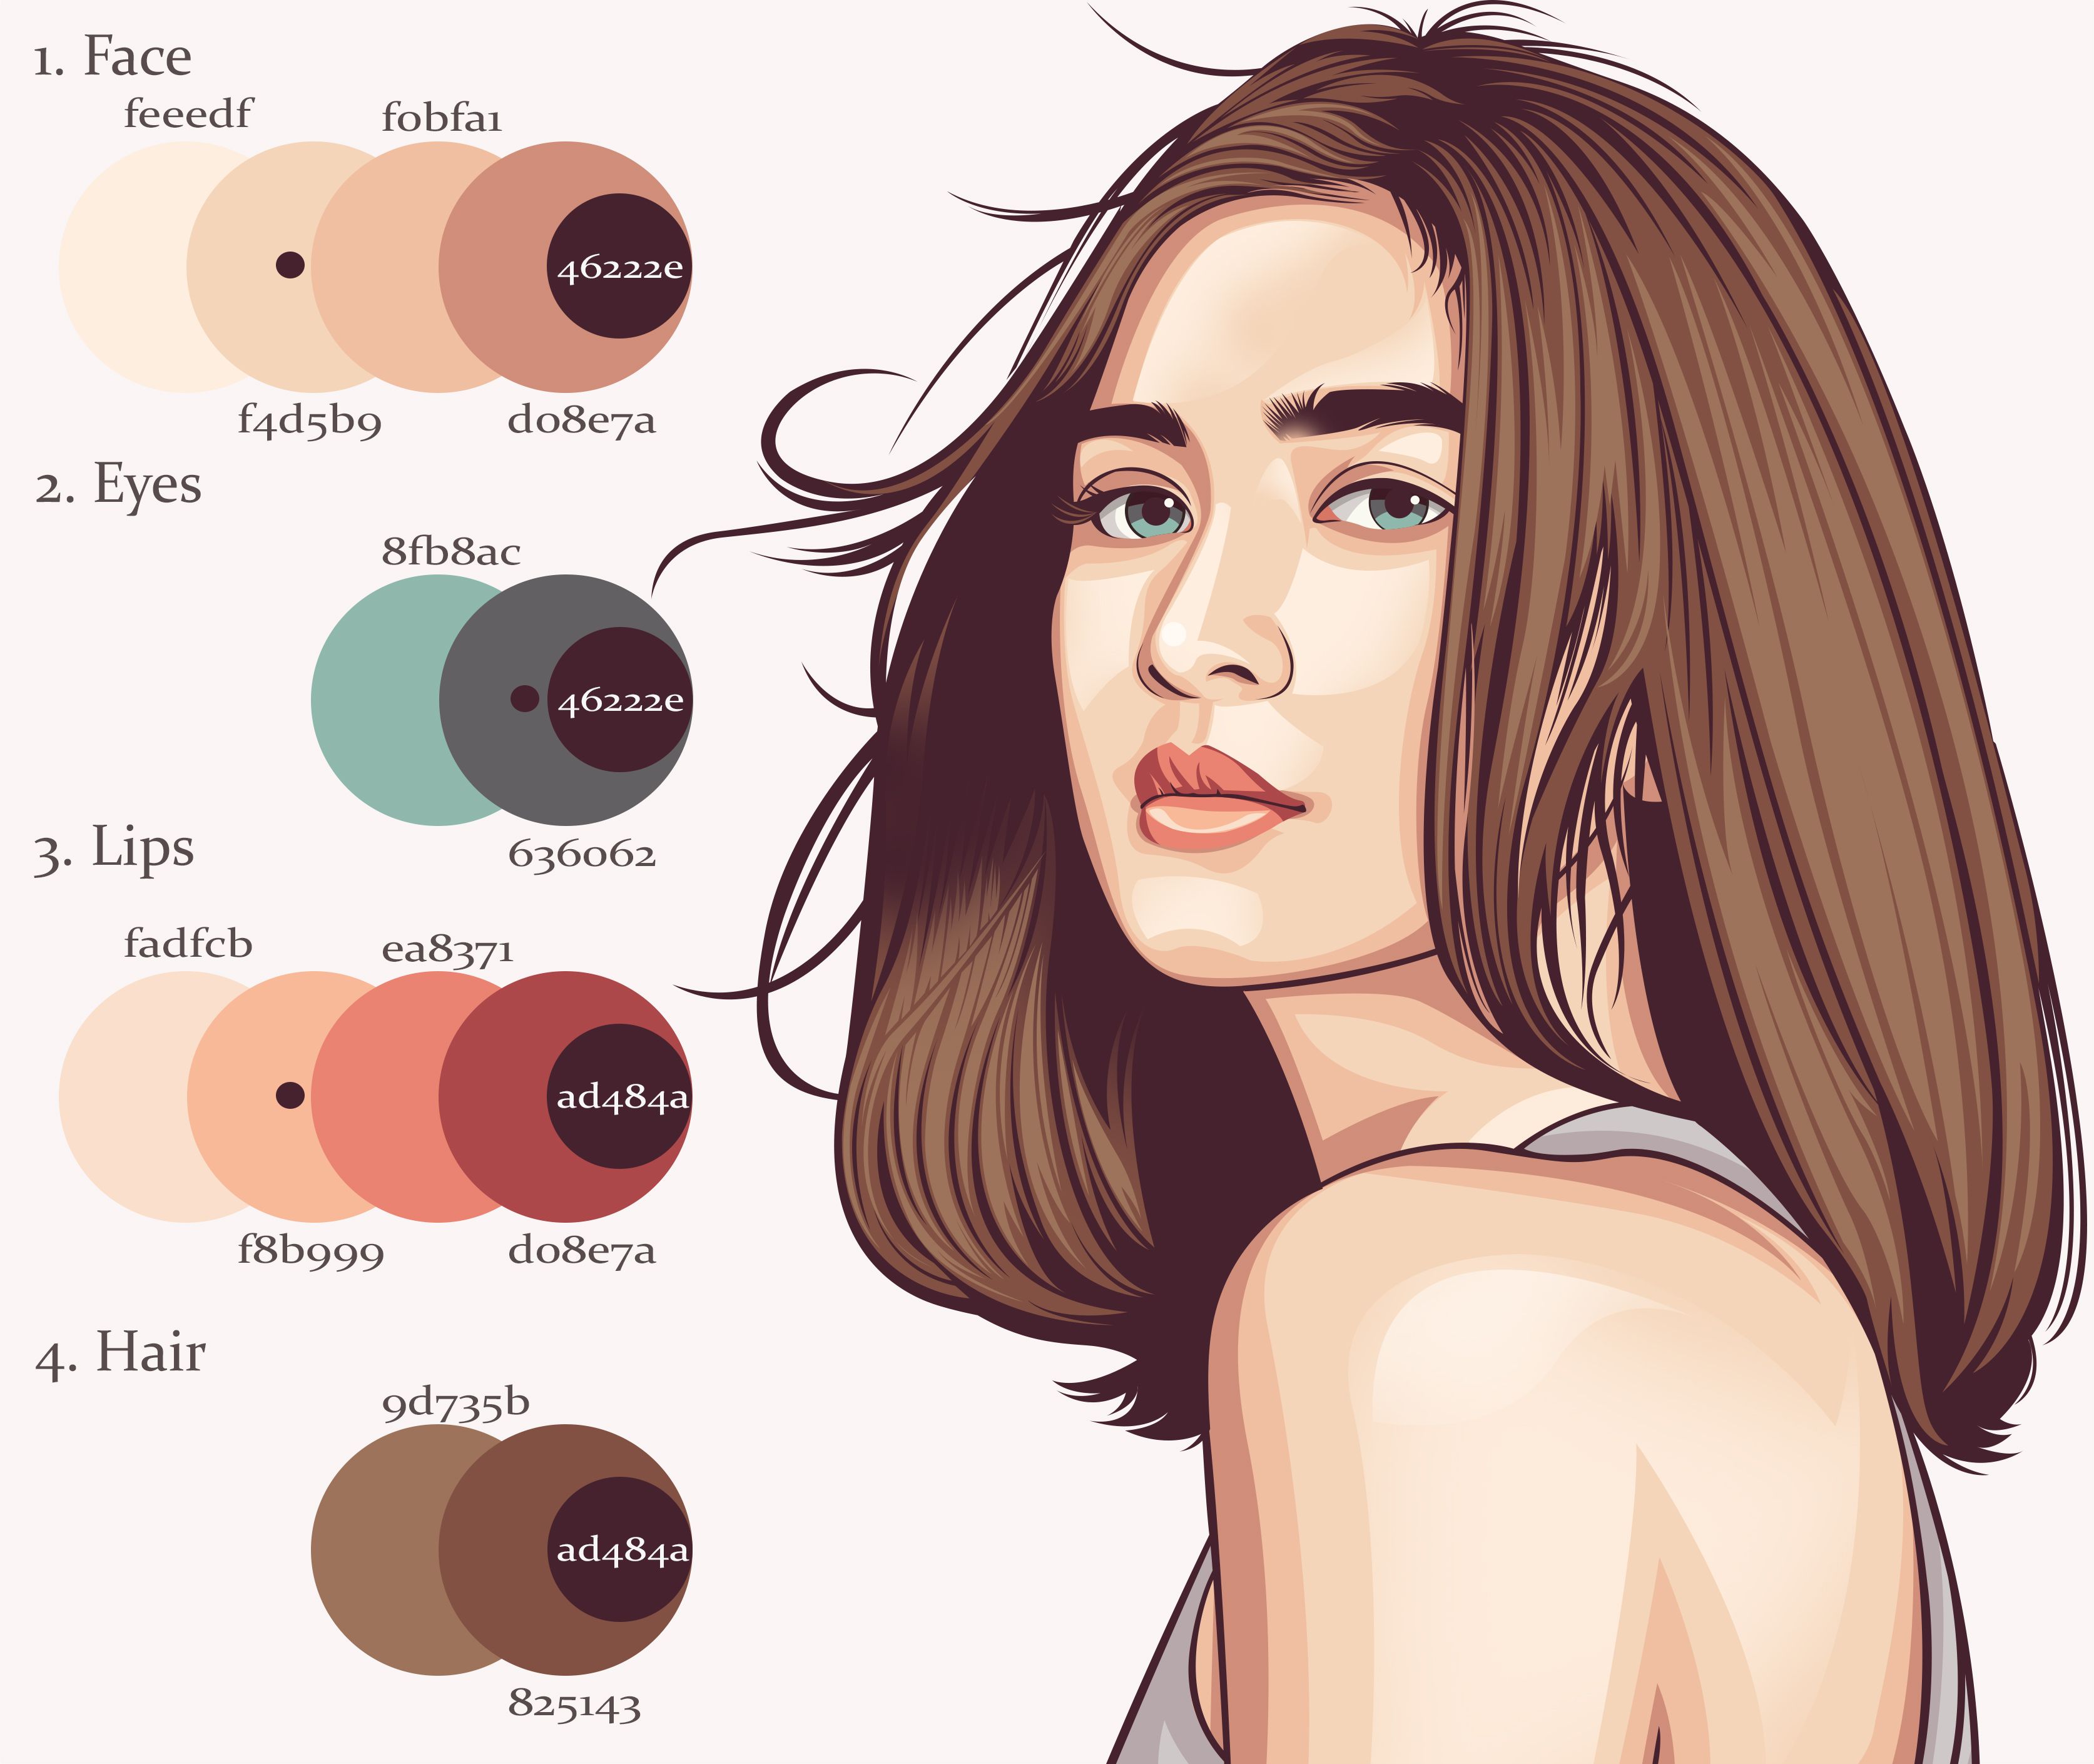 1. Face
feeedf
f0bfa1
46222e
f4d5b9
d08e7a
2. Eyes
8fb8ac
46222e
636062
3. Lips
fadfcb
ea8371
ad484a
f8b999
d08e7a
4. Hair
9d735b
ad484a
825143